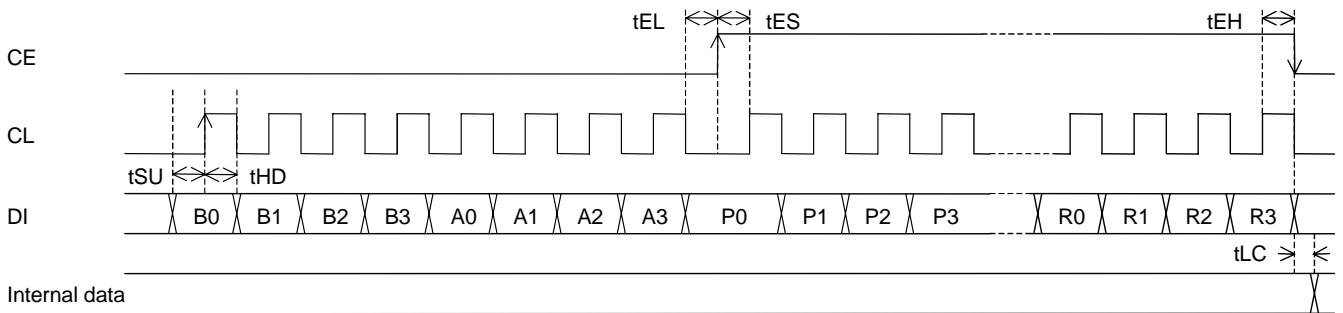 tEL tES tEH
CE
CL
tSU tHD
DI B0 B1 B2 B3 A0 A1 A2 A3 P0 P1 P2 P3 R0 R1 R2 R3
tLC
Internal data